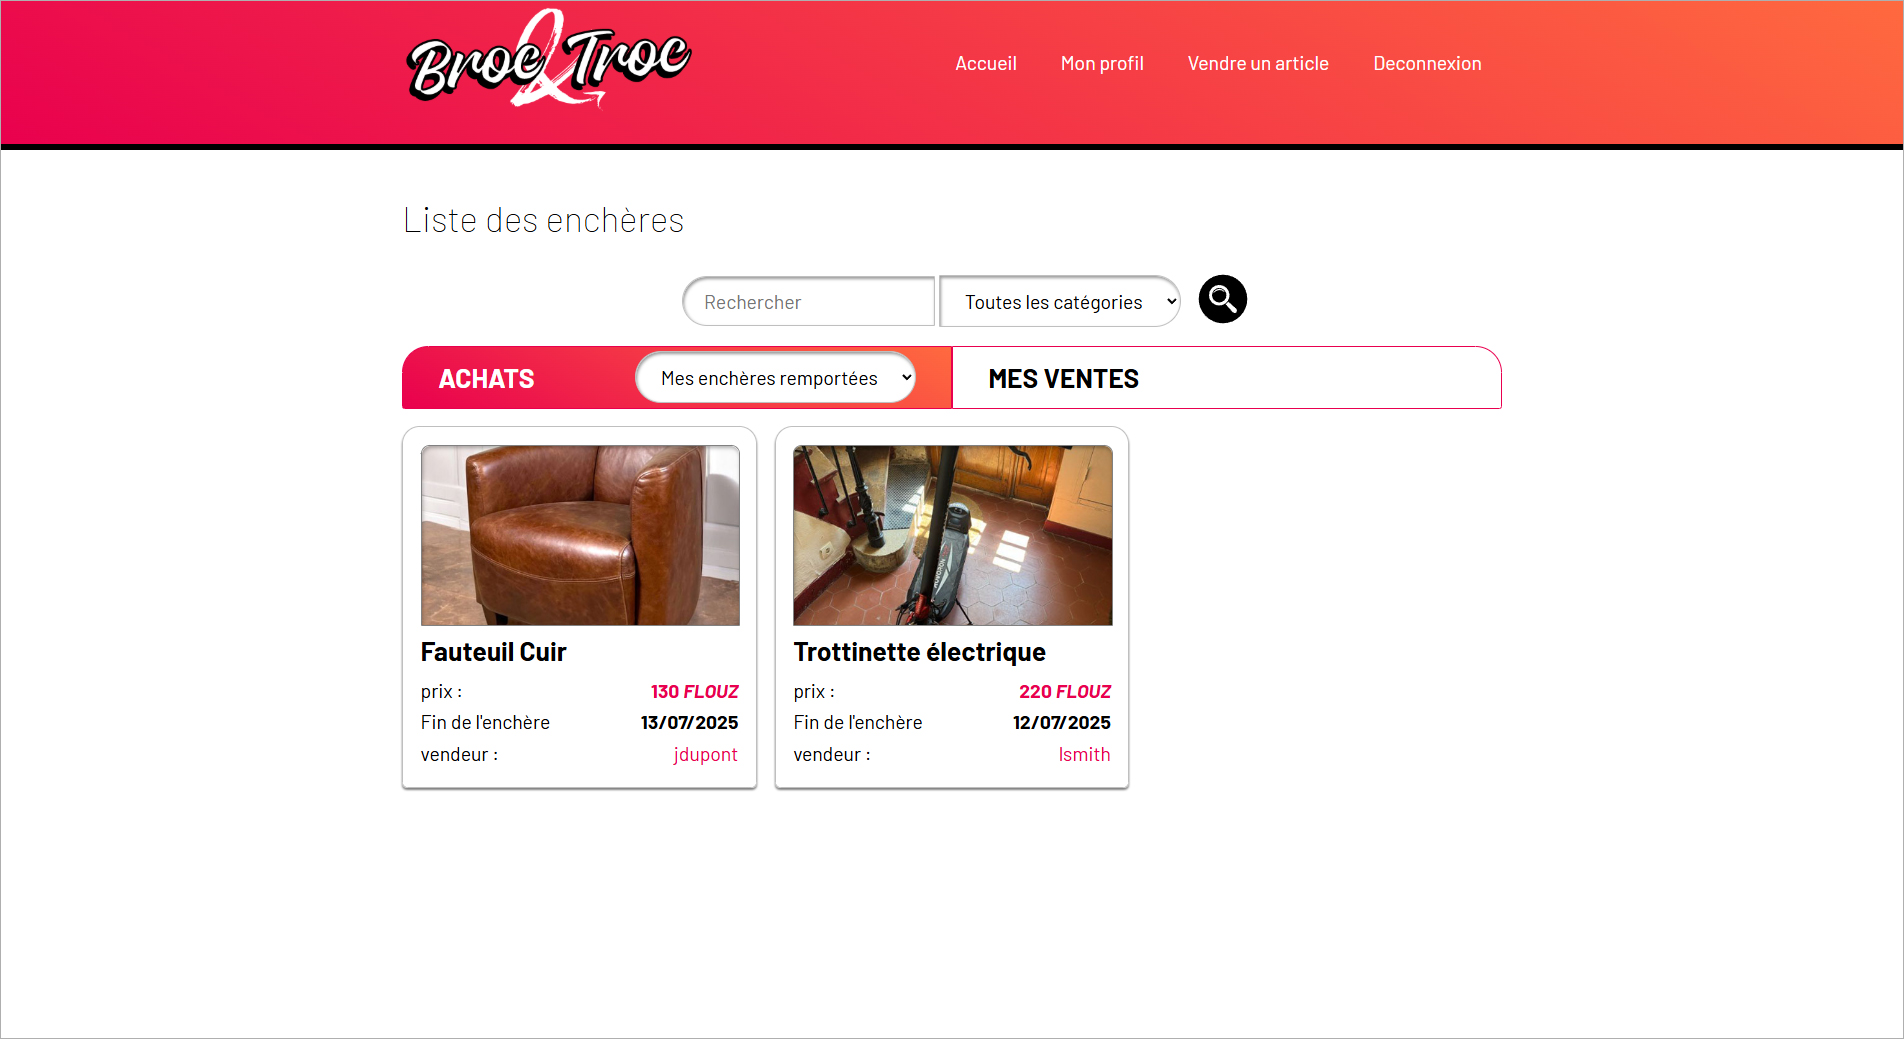 Broc & Troc
Accueil Mon profil Vendre un article Deconnexion
Liste des enchères
Rechercher Toutes les catégories
ACHATS Mes enchères remportées MES VENTES
Fauteuil Cuir
prix : 130 FLOUZ
Fin de l'enchère 13/07/2025
vendeur : jdupont
Trottinette électrique
prix : 220 FLOUZ
Fin de l'enchère 12/07/2025
vendeur : lsmith